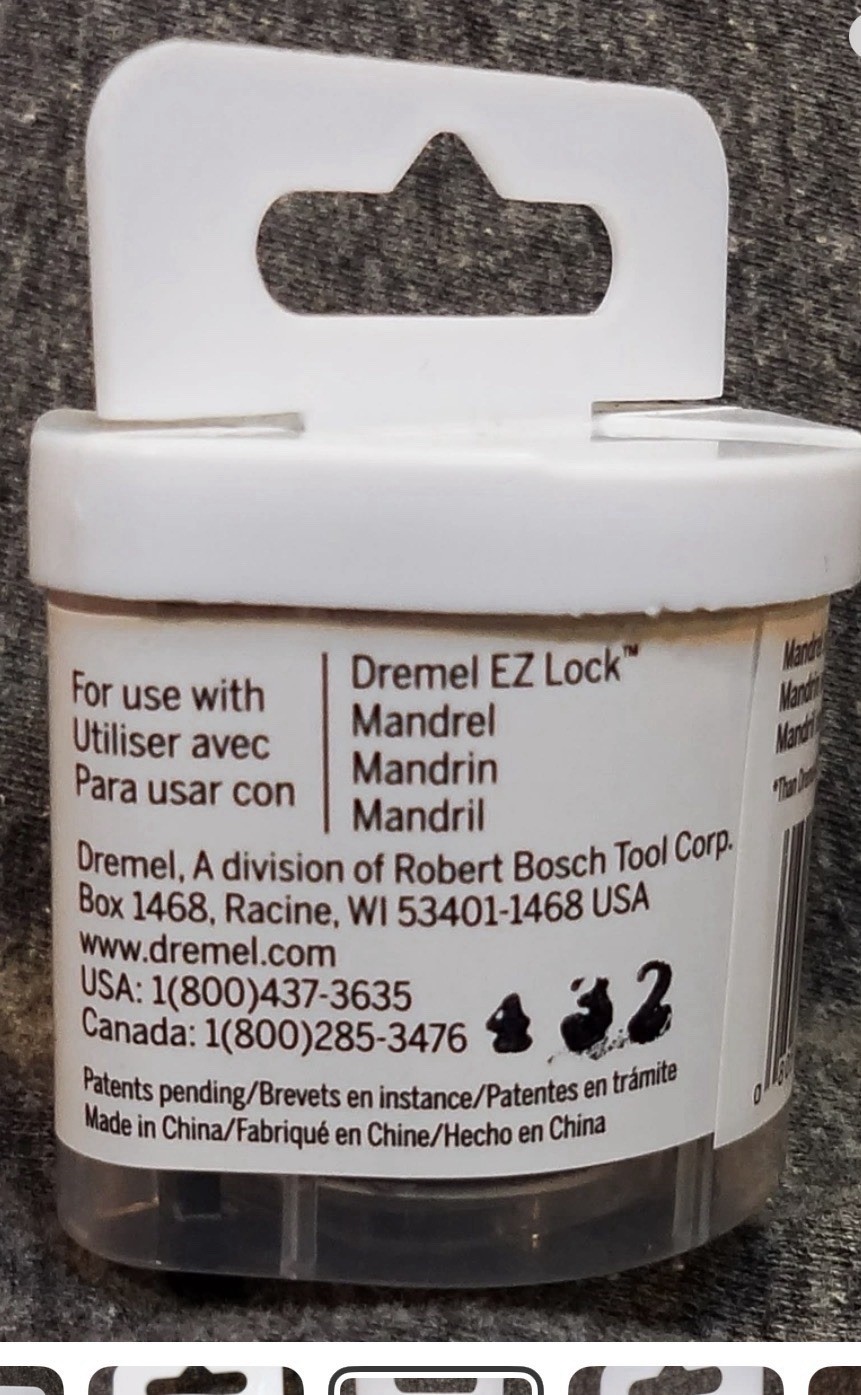 For use with
Utiliser avec
Para usar con
Dremel EZ Lock™
Mandrel
Mandrin
Mandril
Dremel, A division of Robert Bosch Tool Corp.
Box 1468, Racine, WI 53401-1468 USA
www.dremel.com
USA: 1(800)437-3635
Canada: 1(800)285-3476
32
Patents pending/Brevets en instance/Patentes en trámite
Made in China/Fabriqué en Chine/Hecho en China
*Than
0